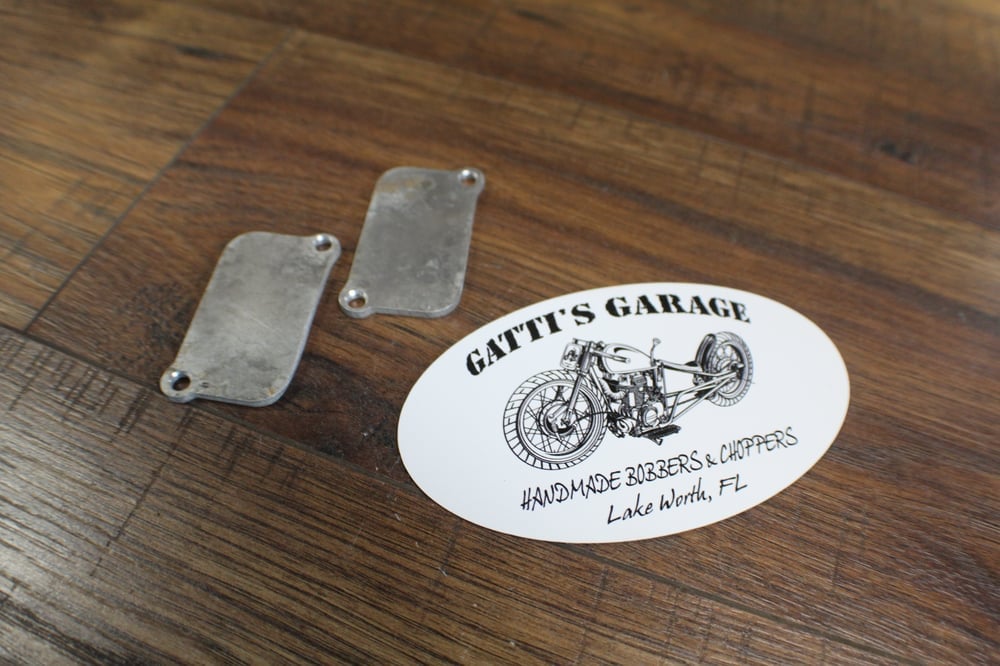 GATTI'S GARAGE
HANDMADE BOBBERS & CHOPPERS
Lake Worth, FL